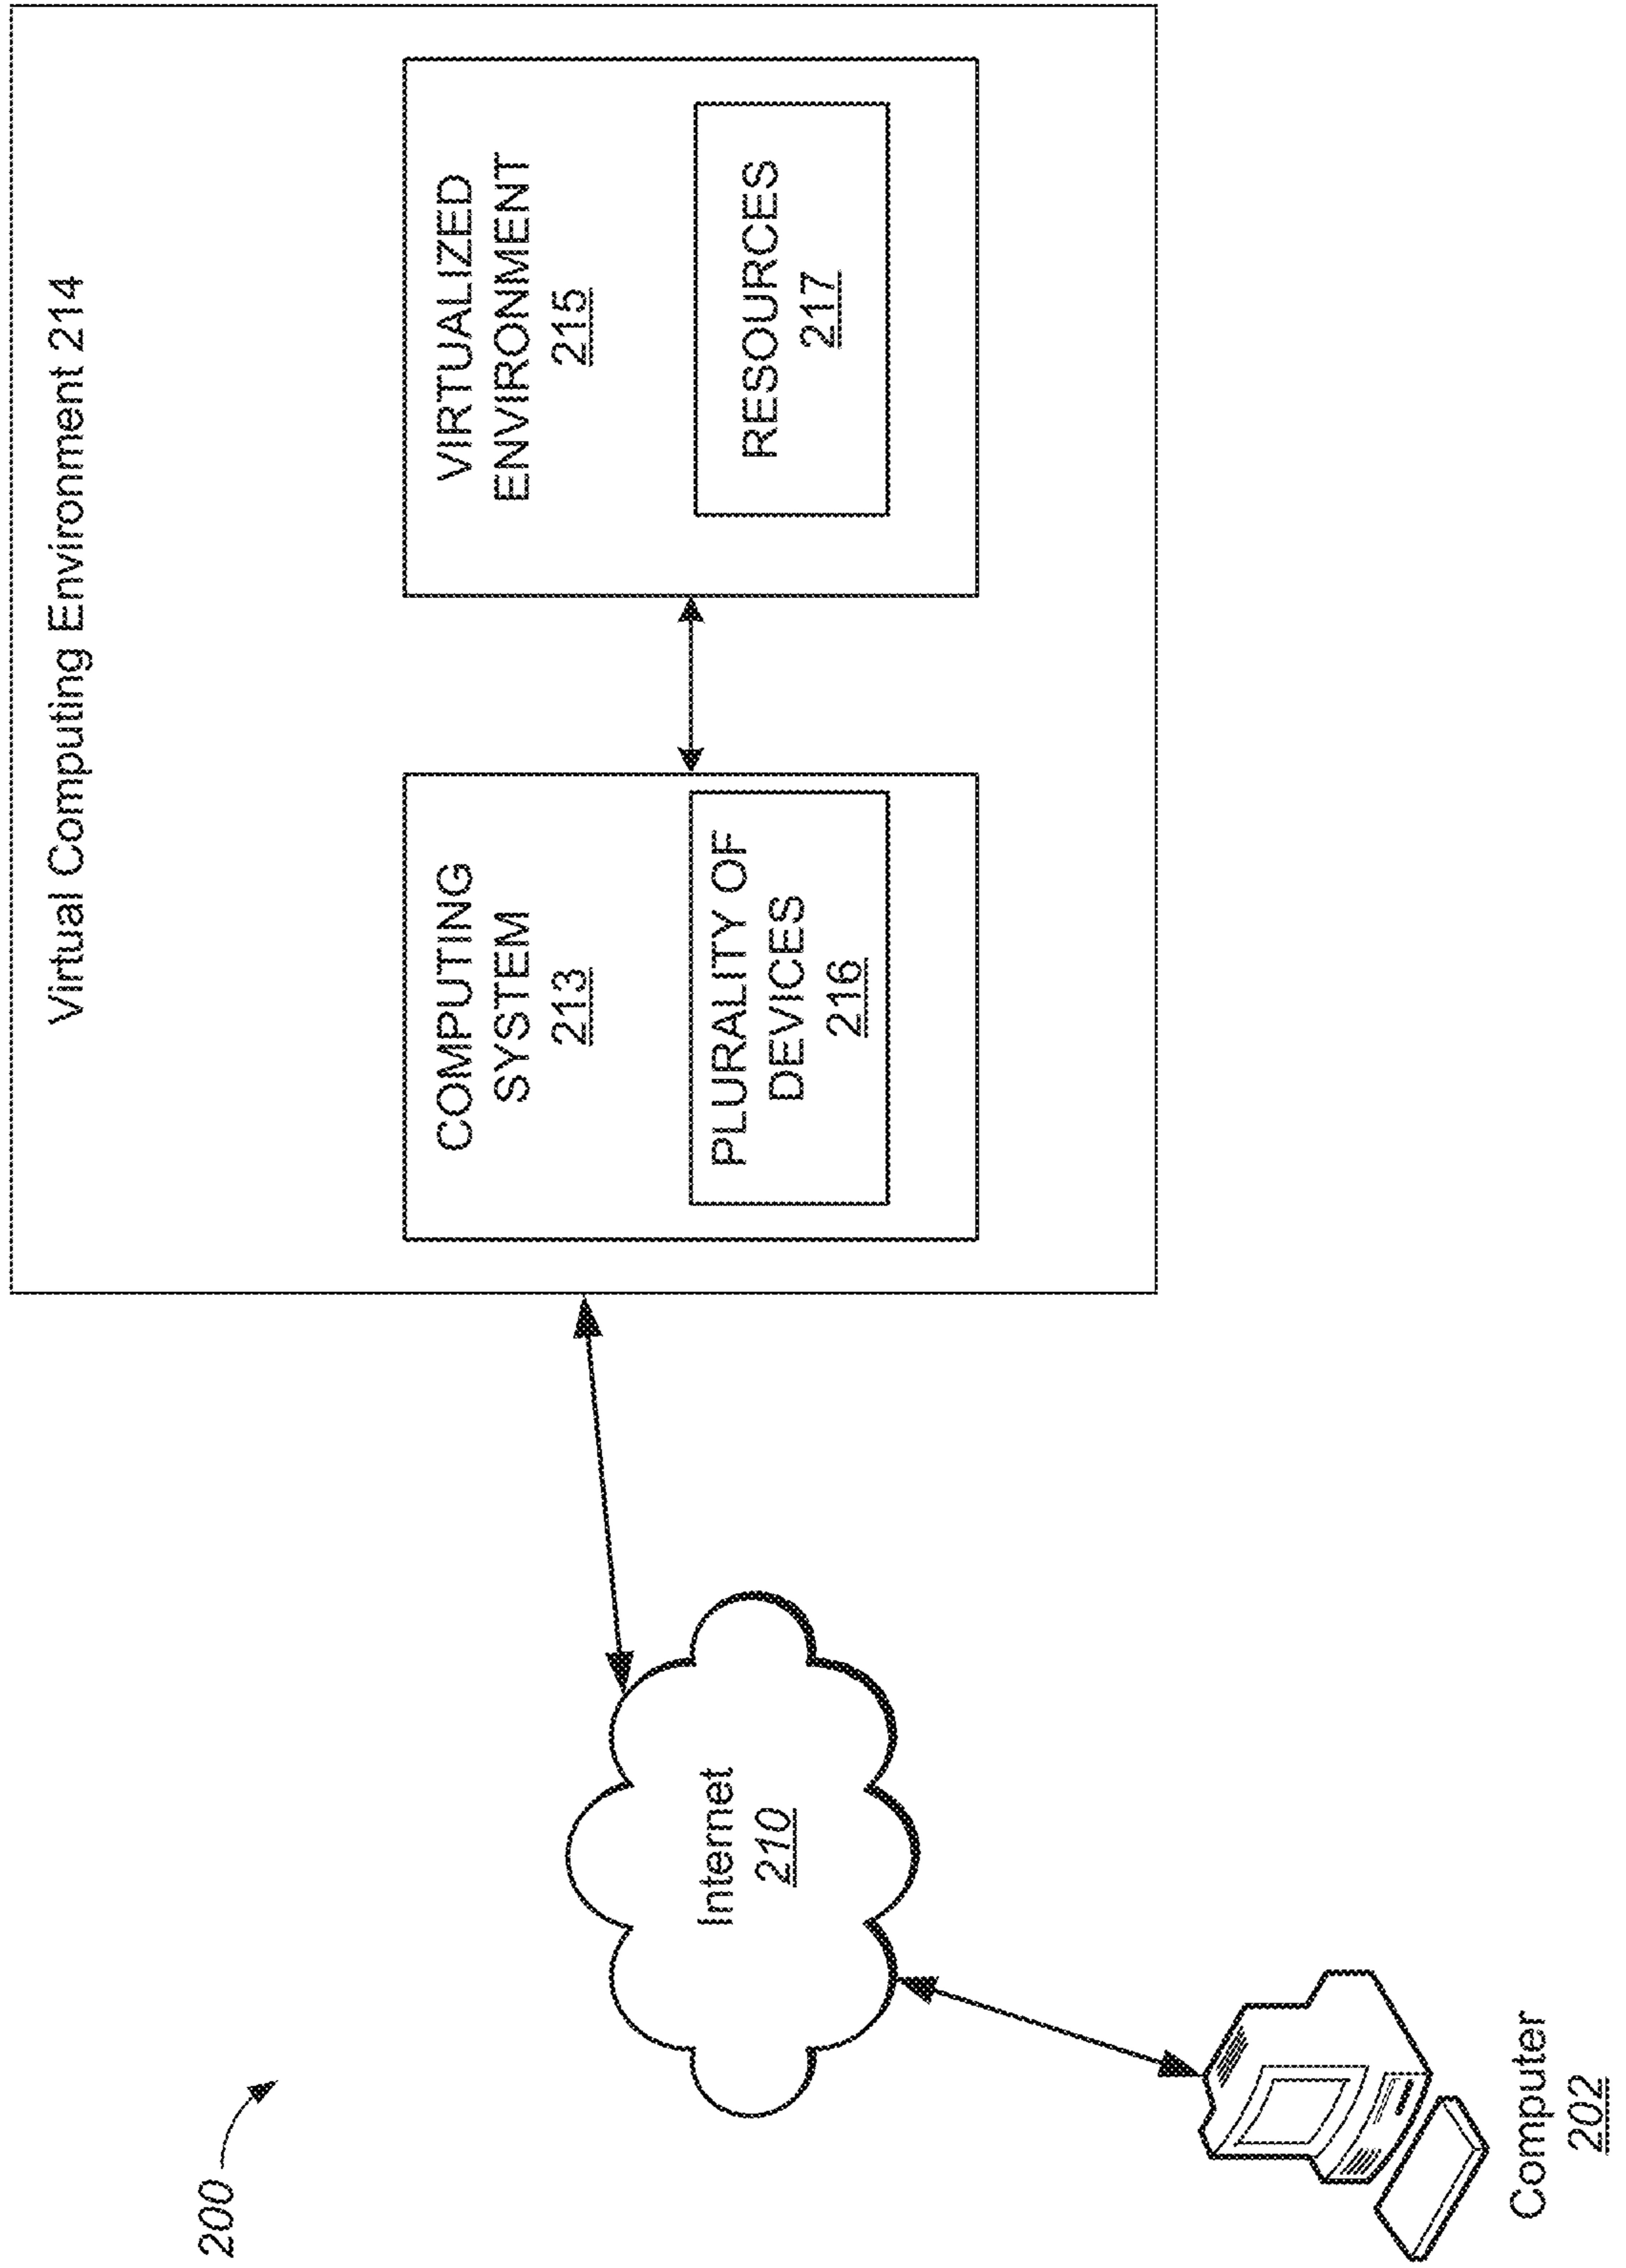 200
Virtual Computing Environment 214
COMPUTING
SYSTEM
213
PLURALITY OF
DEVICES
216
VIRTUALIZED
ENVIRONMENT
215
RESOURCES
217
Internet
210
Computer
202